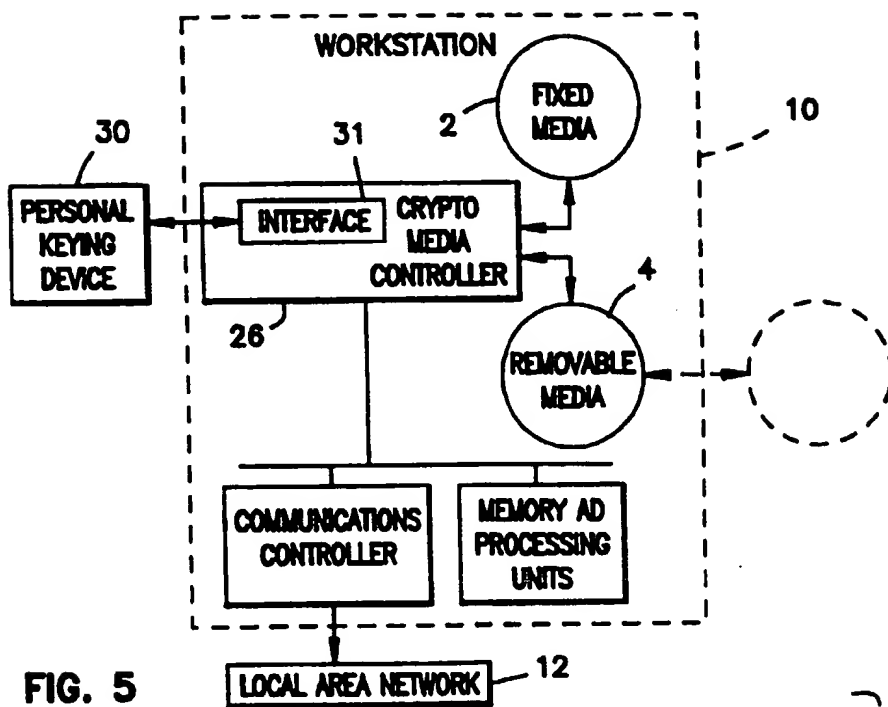 WORKSTATION
FIXED
MEDIA
2
10
30
31
PERSONAL
KEYING
DEVICE
INTERFACE
CRYPTO
MEDIA
CONTROLLER
26
4
REMOVABLE
MEDIA
COMMUNICATIONS
CONTROLLER
MEMORY AD
PROCESSING
UNITS
FIG. 5
LOCAL AREA NETWORK
12